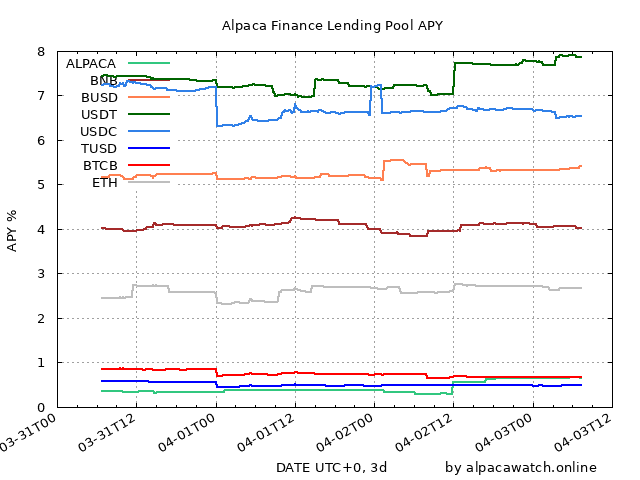 Alpaca Finance Lending Pool APY
8
7
6
5
4
3
2
1
0
APY %
ALPACA
BNB
BUSD
USDT
USDC
TUSD
BTCB
ETH
03-31T00
03-31T12
04-01T00
04-01T12
04-02T00
04-02T12
04-03T00
04-03T12
DATE UTC+0, 3d
by alpacawatch.online